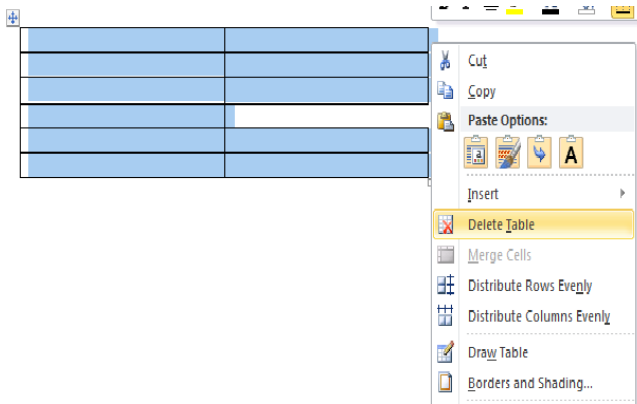 Cut
Copy
Paste Options:
a A
Insert
Delete Table
Merge Cells
Distribute Rows Evenly
Distribute Columns Evenly
Draw Table
Borders and Shading...